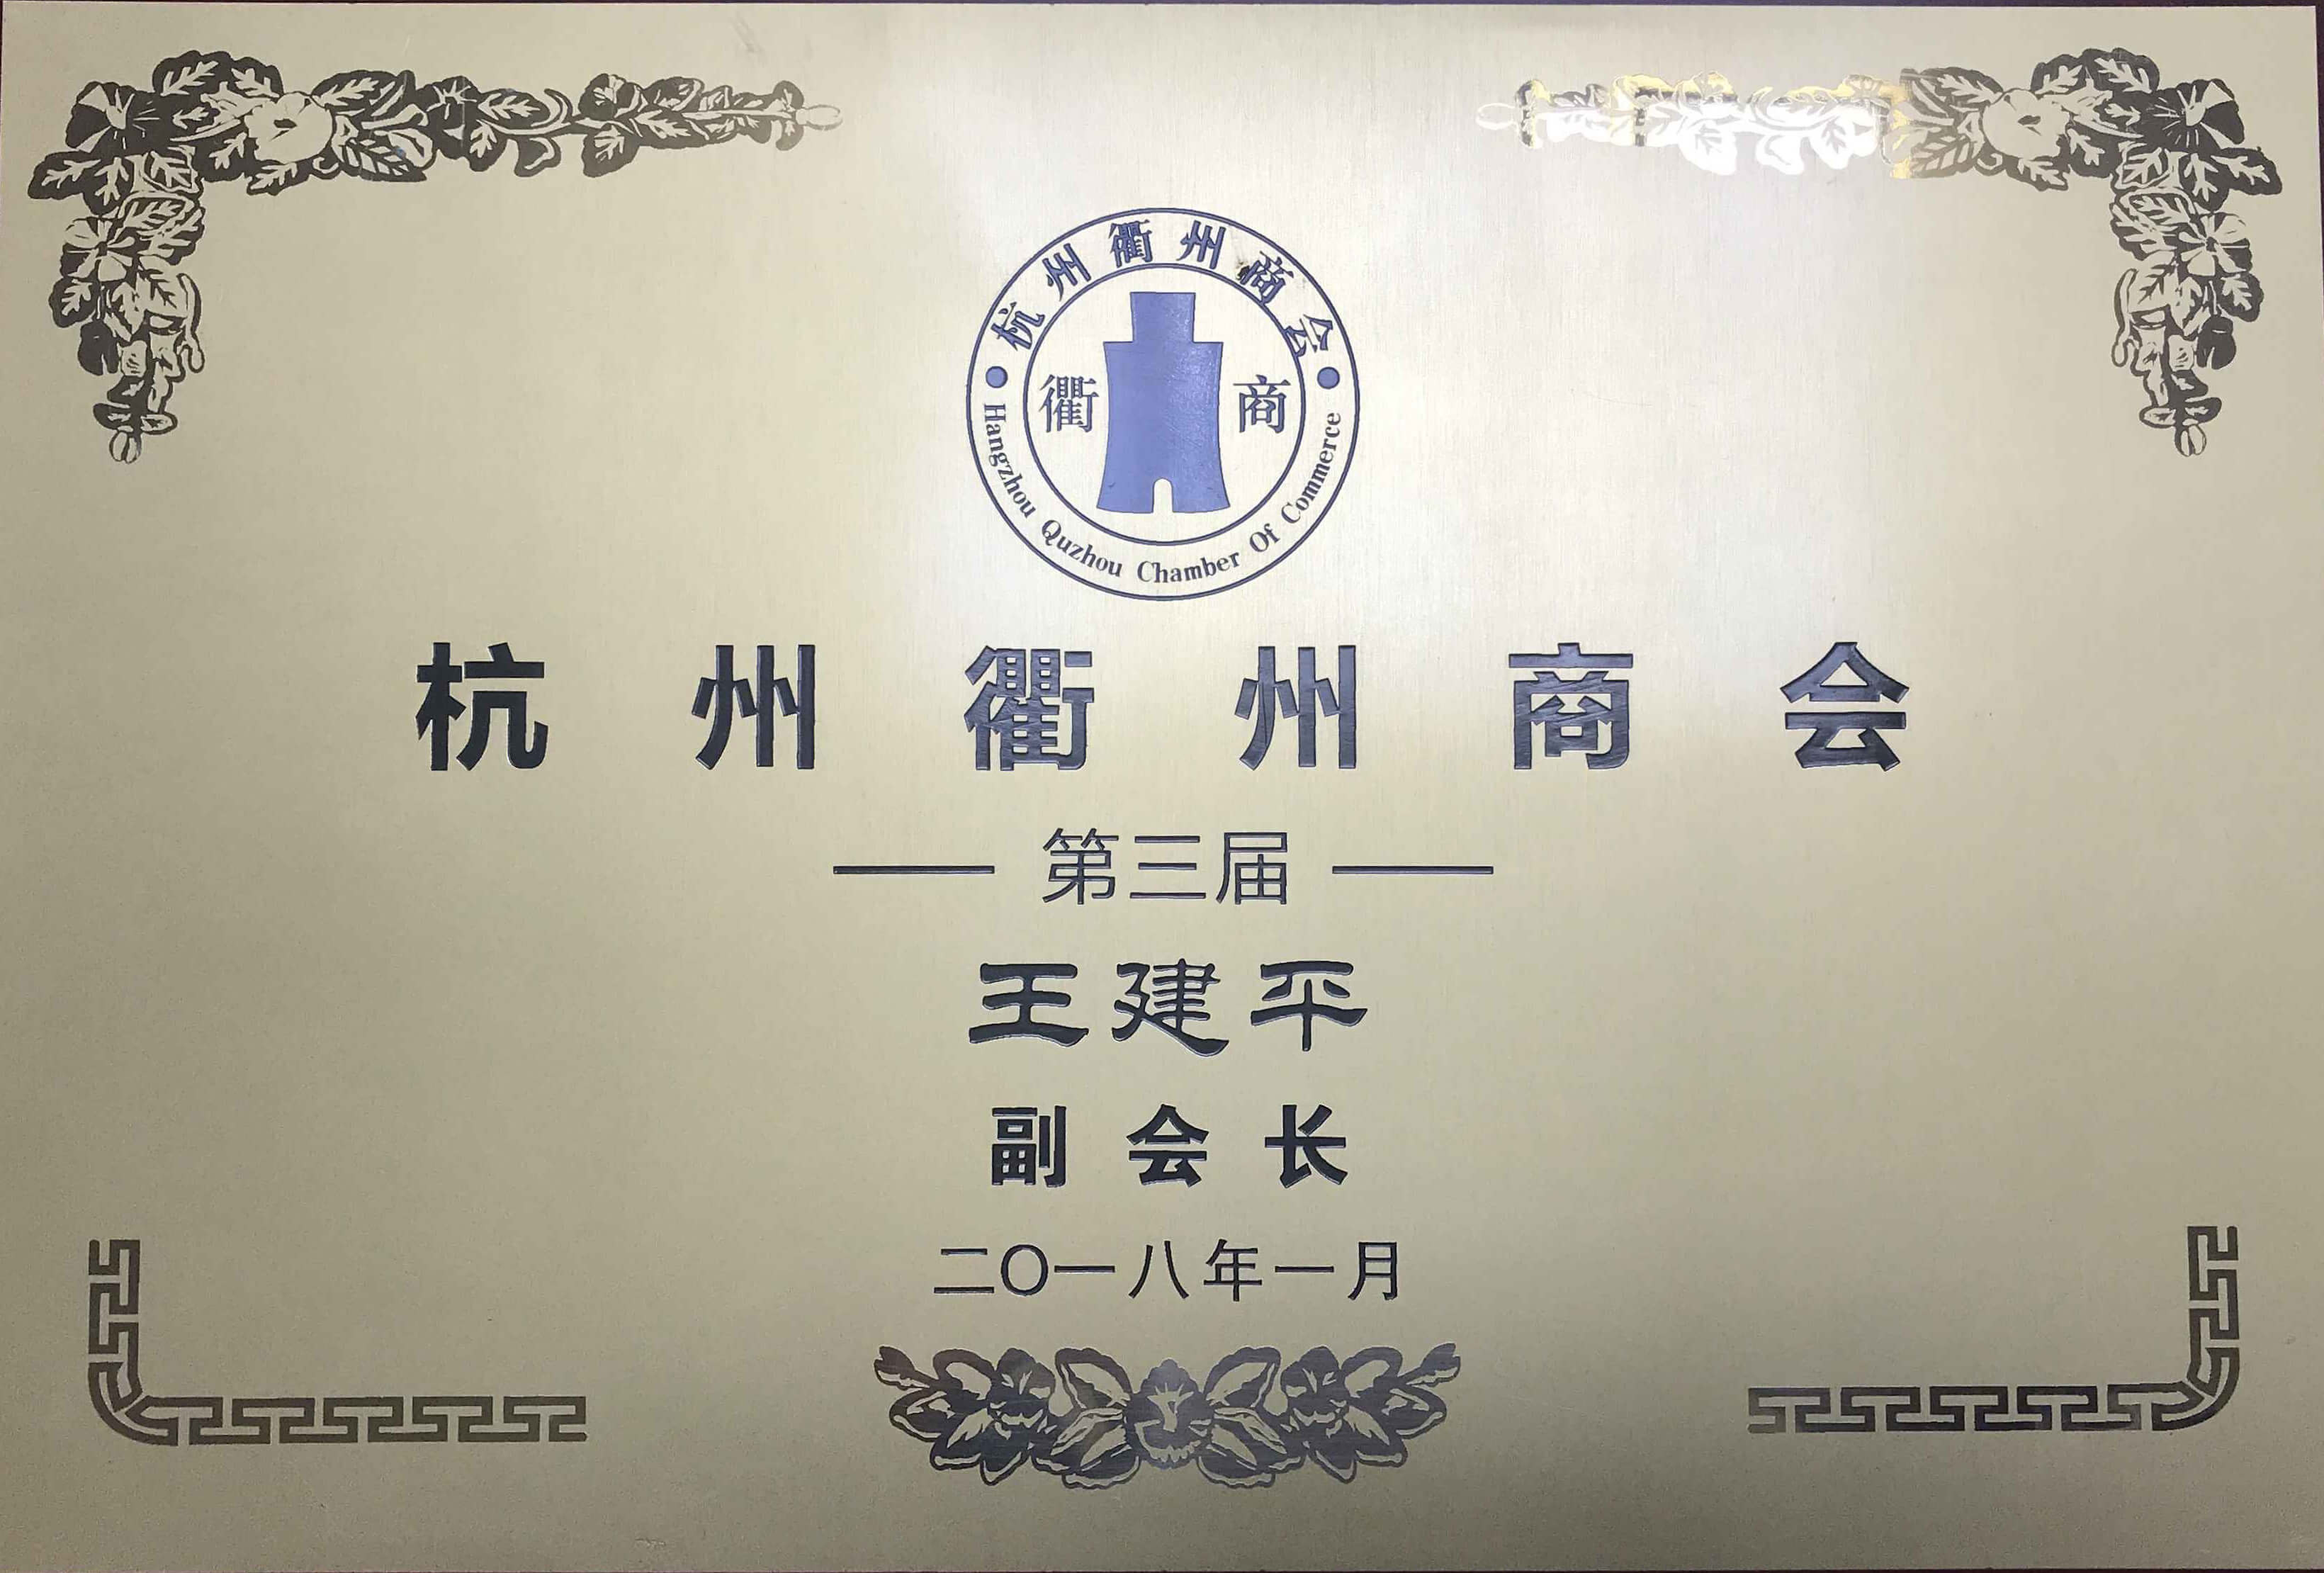 杭州衢州商会
衢 商
Hangzhou Quzhou Chamber Of Commerce
杭州衢州商会
第三届
王建平
副会长
二〇一八年一月